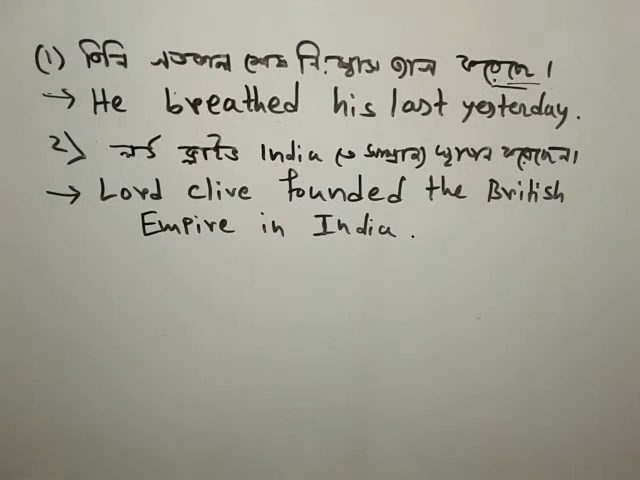 (1) তিনি গতকাল শেষ নিঃশ্বাস ত্যাগ করেছেন।
→ He breathed his last yesterday.
2) লর্ড ক্লাইভ India তে সাম্রাজ্য স্থাপন করেছেন।
→ Lord clive founded the British
Empire in India.